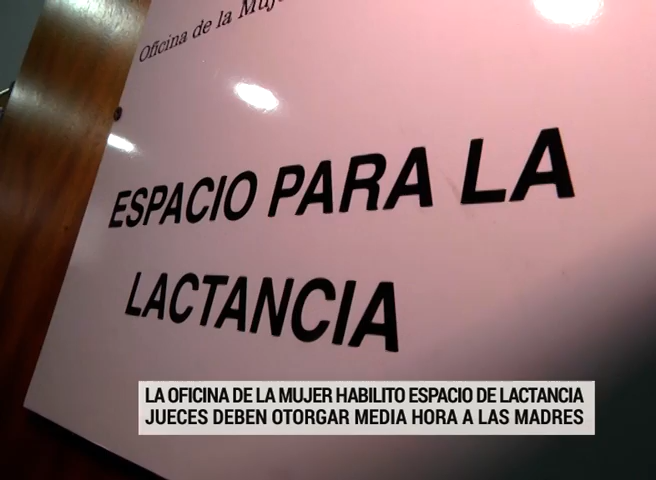 Oficina de la
ESPACIO PARA LA
LACTANCIA
LA OFICINA DE LA MUJER HABILITO ESPACIO DE LACTANCIA
JUECES DEBEN OTORGAR MEDIA HORA A LAS MADRES